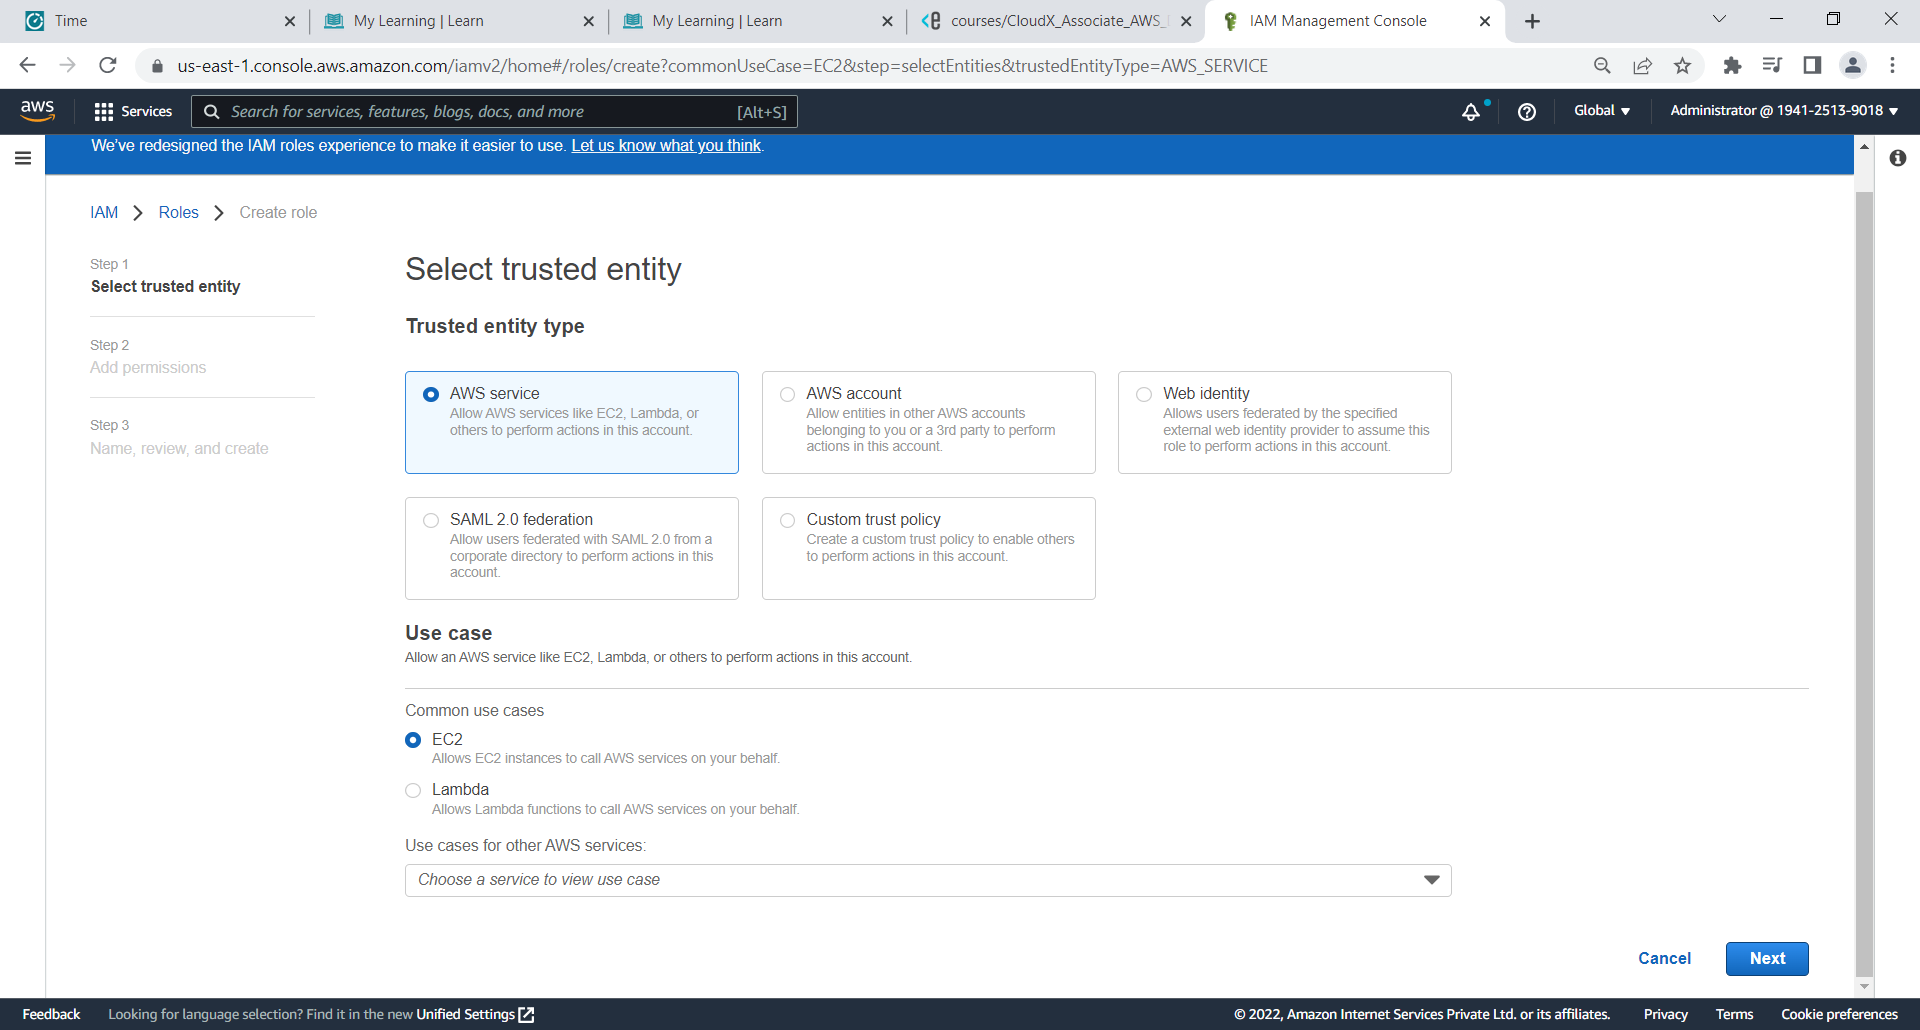 Time
My Learning | Learn
My Learning | Learn
courses/CloudX_Associate_AWS_
IAM Management Console
us-east-1.console.aws.amazon.com/iamv2/home#/roles/create?commonUseCase=EC2&step=selectEntities&trustedEntityType=AWS_SERVICE
aws
Services
Search for services, features, blogs, docs, and more
[Alt+S]
Global
Administrator @ 1941-2513-9018
We've redesigned the IAM roles experience to make it easier to use. Let us know what you think.
IAM
Roles
Create role
Step 1
Select trusted entity
Step 2
Add permissions
Step 3
Name, review, and create
Select trusted entity
Trusted entity type
AWS service
Allow AWS services like EC2, Lambda, or
others to perform actions in this account.
AWS account
Allow entities in other AWS accounts
belonging to you or a 3rd party to perform
actions in this account.
Web identity
Allows users federated by the specified
external web identity provider to assume this
role to perform actions in this account.
SAML 2.0 federation
Allow users federated with SAML 2.0 from a
corporate directory to perform actions in this
account.
Custom trust policy
Create a custom trust policy to enable others
to perform actions in this account.
Use case
Allow an AWS service like EC2, Lambda, or others to perform actions in this account.
Common use cases
EC2
Allows EC2 instances to call AWS services on your behalf.
Lambda
Allows Lambda functions to call AWS services on your behalf.
Use cases for other AWS services:
Choose a service to view use case
Cancel
Next
Feedback
Looking for language selection? Find it in the new Unified Settings
© 2022, Amazon Internet Services Private Ltd. or its affiliates.
Privacy
Terms
Cookie preferences